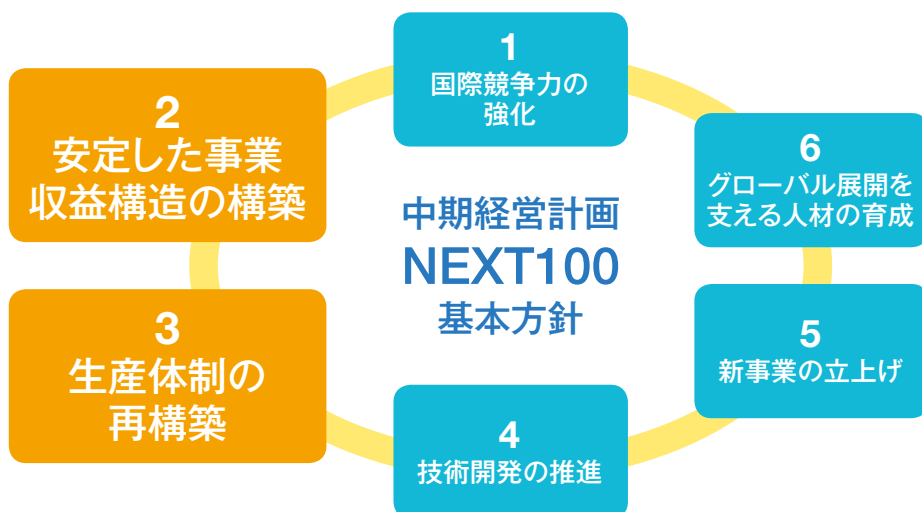 中期経営計画
NEXT100
基本方針
1
国際競争力の
強化
2
安定した事業
収益構造の構築
3
生産体制の
再構築
4
技術開発の推進
5
新事業の立上げ
6
グローバル展開を
支える人材の育成